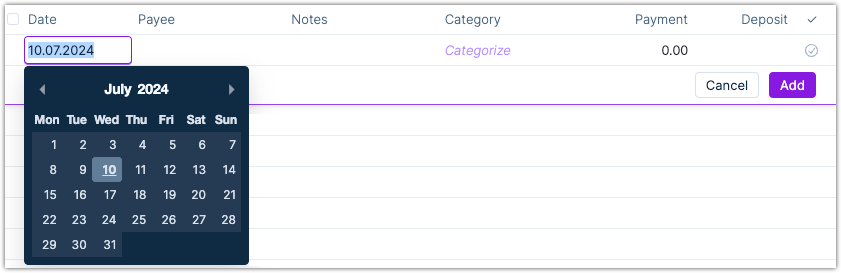 Date Payee Notes Category Payment Deposit
10.07.2024 Categorize 0.00
Cancel Add
July 2024
Mon Tue Wed Thu Fri Sat Sun
1 2 3 4 5 6 7
8 9 10 11 12 13 14
15 16 17 18 19 20 21
22 23 24 25 26 27 28
29 30 31